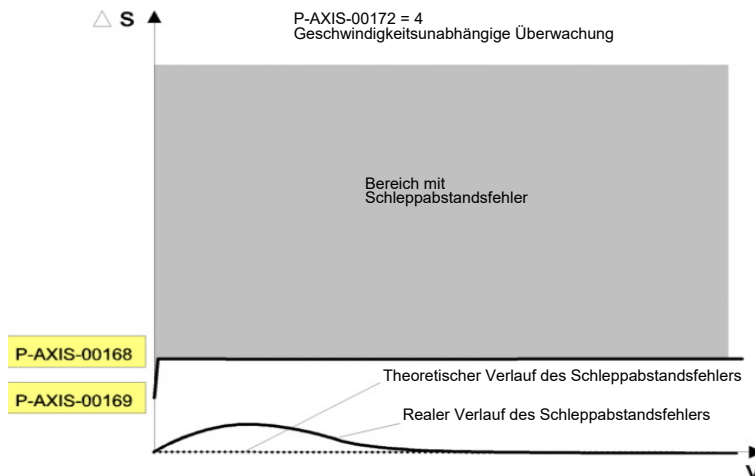 △ S
P-AXIS-00172 = 4
Geschwindigkeitsunabhängige Überwachung
Bereich mit
Schleppabstandsfehler
P-AXIS-00168
Theoretischer Verlauf des Schleppabstandsfehlers
P-AXIS-00169
Realer Verlauf des Schleppabstandsfehlers
V